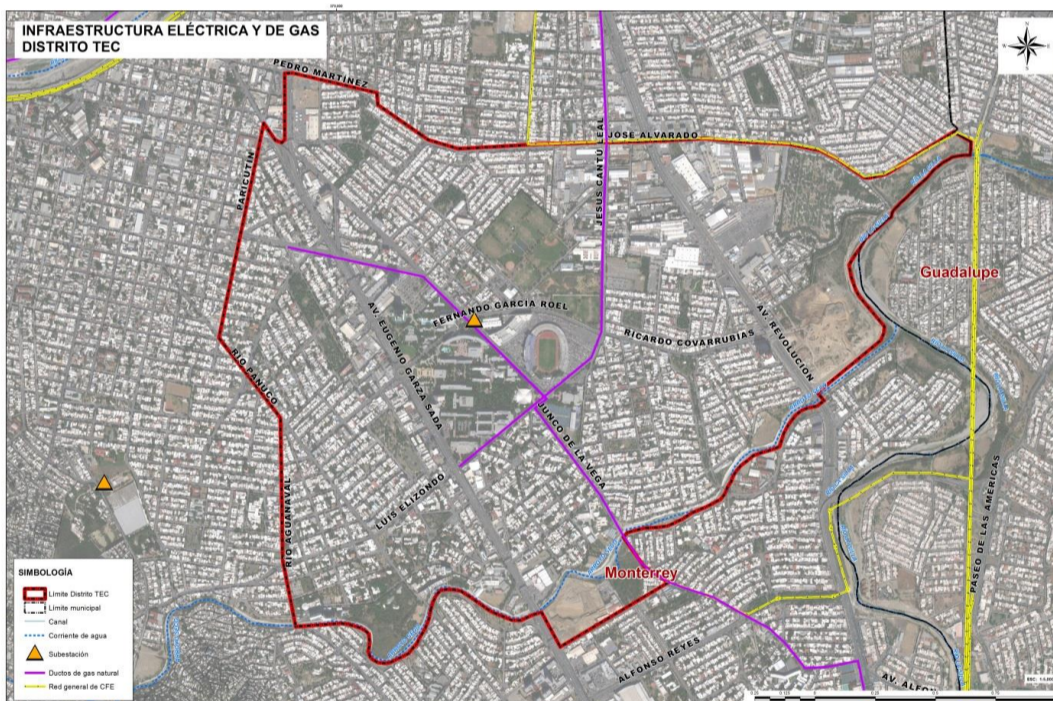 INFRAESTRUCTURA ELÉCTRICA Y DE GAS
DISTRITO TEC
PEDRO MARTÍNEZ
PARICUTIN
JESUS CANTU LEAL
JOSE ALVARADO
Guadalupe
FERNANDO GARCIA ROEL
RICARDO COVARRUBIAS
AV. EUGENIO GARZA SADA
AV. REVOLUCION
RIO PANUCO
JUNCO DE LA VEGA
LUIS ELIZONDO
RIO AGUANAVAL
PASEO DE LAS AMÉRICAS
Monterrey
ALFONSO REYES
SIMBOLOGÍA
Límite Distrito TEC
Límite municipal
Canal
Corriente de agua
Subestación
Ductos de gas natural
Red general de CFE